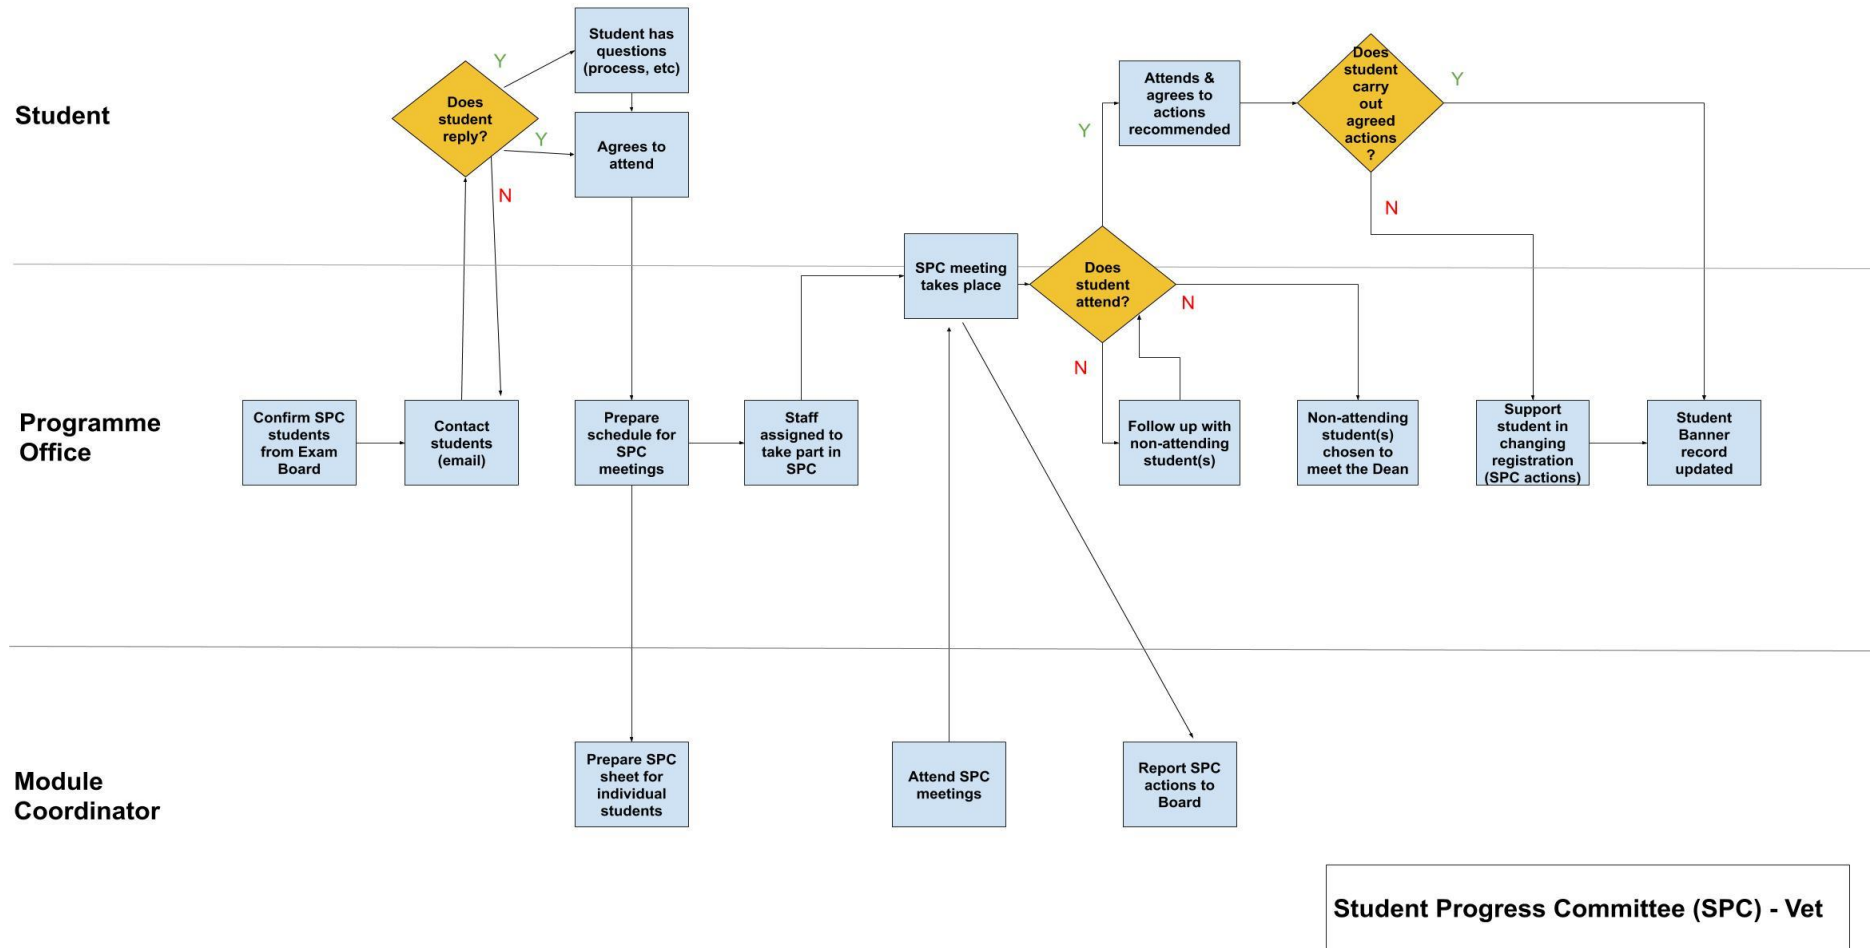 Student
Does
student
reply?
Y
Y
N
Student has
questions
(process, etc)
Agrees to
attend
Y
Attends &
agrees to
actions
recommended
Does
student
carry
out
agreed
actions
?
Y
N
Programme
Office
Confirm SPC
students
from Exam
Board
Contact
students
(email)
Prepare
schedule for
SPC
meetings
Staff
assigned to
take part in
SPC
SPC meeting
takes place
Does
student
attend?
N
N
Follow up with
non-attending
student(s)
Non-attending
student(s)
chosen to
meet the Dean
Support
student in
changing
registration
(SPC actions)
Student
Banner
record
updated
Module
Coordinator
Prepare SPC
sheet for
individual
students
Attend SPC
meetings
Report SPC
actions to
Board
Student Progress Committee (SPC) - Vet